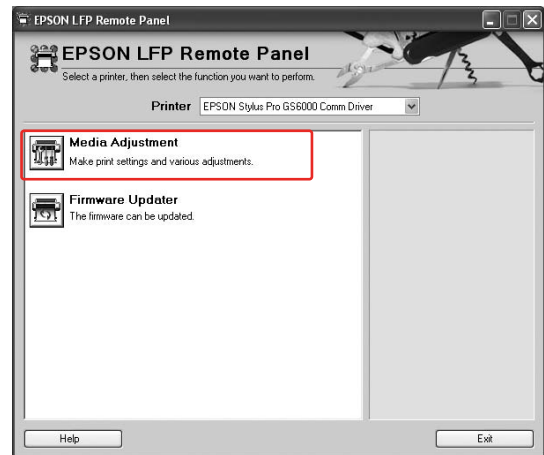 EPSON LFP Remote Panel
EPSON LFP Remote Panel
Select a printer, then select the function you want to perform.
Printer EPSON Stylus Pro GS6000 Comm Driver
Media Adjustment
Make print settings and various adjustments.
Firmware Updater
The firmware can be updated.
Help Exit